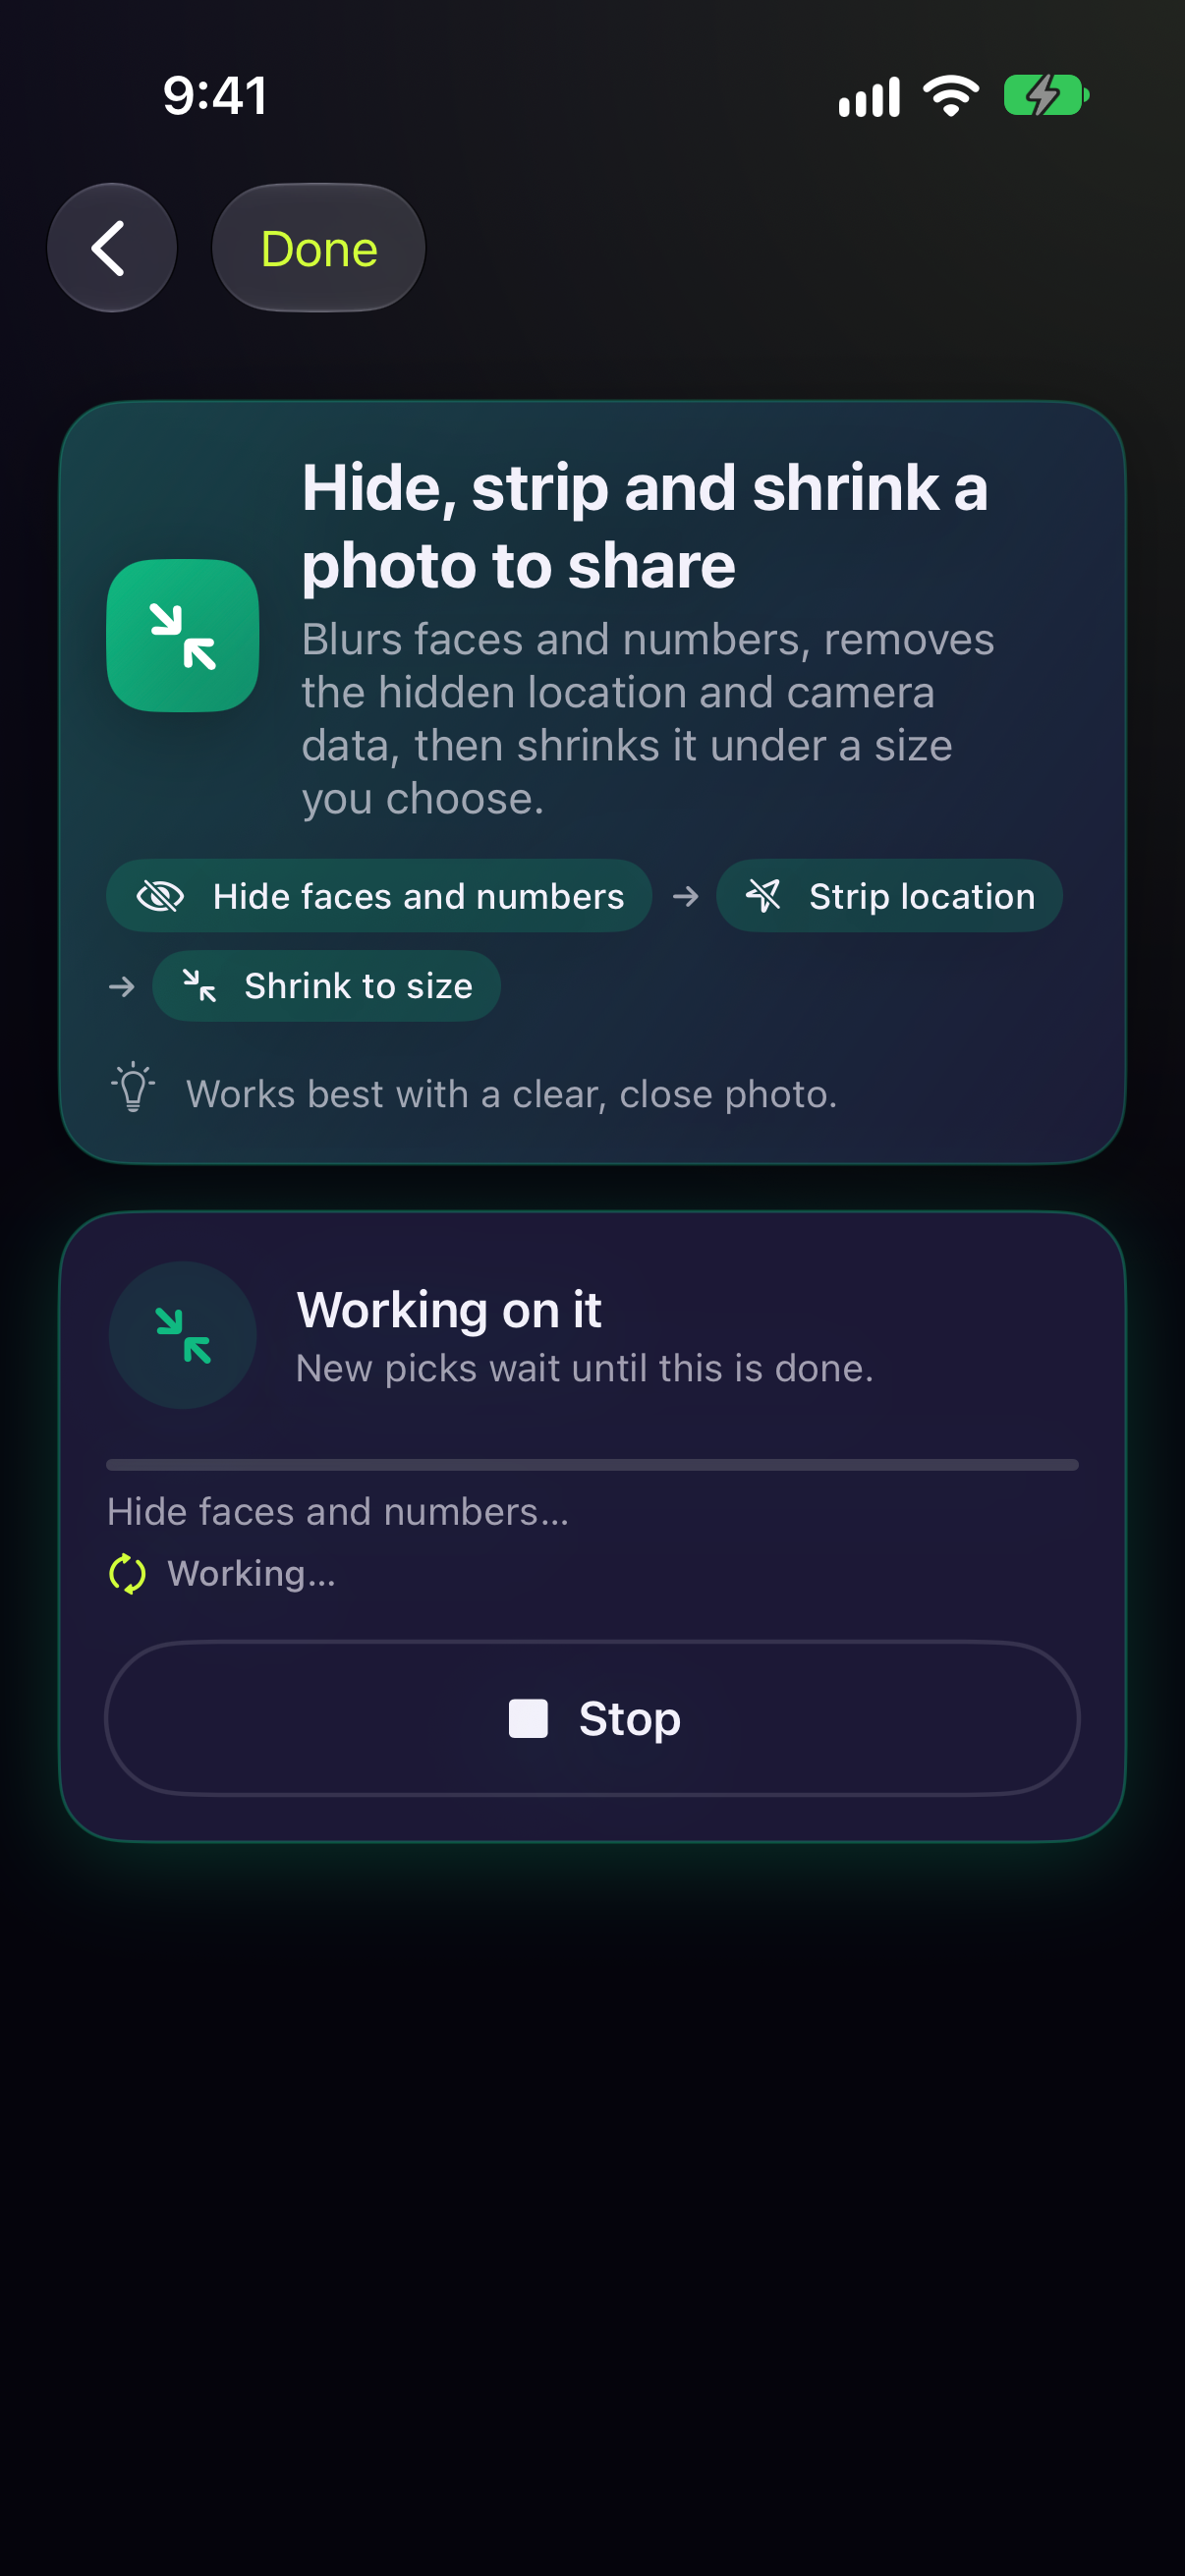 9:41
Done
Hide, strip and shrink a
photo to share
Blurs faces and numbers, removes
the hidden location and camera
data, then shrinks it under a size
you choose.
Hide faces and numbers → Strip location
→ Shrink to size
Works best with a clear, close photo.
Working on it
New picks wait until this is done.
Hide faces and numbers...
Working...
Stop